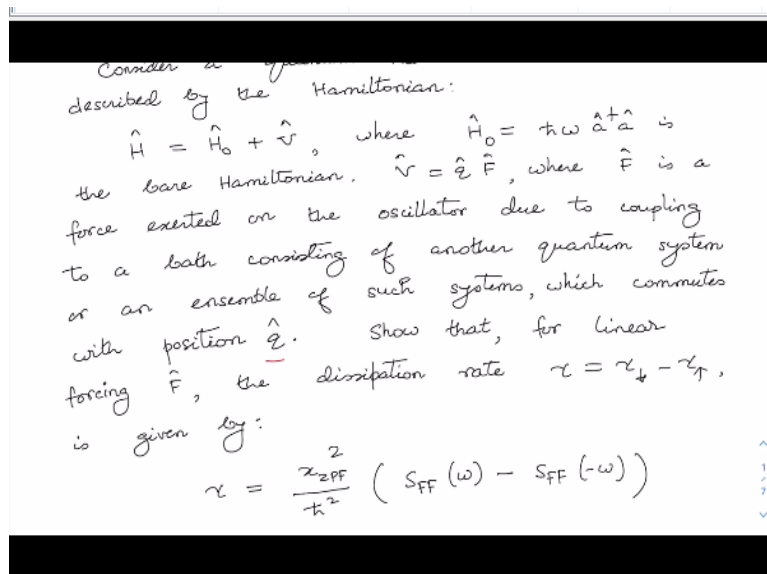 Consider a
described by the Hamiltonian:
Ĥ = Ĥ₀ + v̂, where Ĥ₀ = ħω â†â is
the bare Hamiltonian. v̂ = q̂ F̂, where F̂ is a
force exerted on the oscillator due to coupling
to a bath consisting of another quantum system
or an ensemble of such systems, which commutes
with position q̂. Show that, for linear
forcing F̂, the dissipation rate γ = γ↓ − γ↑,
is given by:
γ = x²ZPF / ħ² ( SFF (ω) − SFF (-ω) )
1
/
7